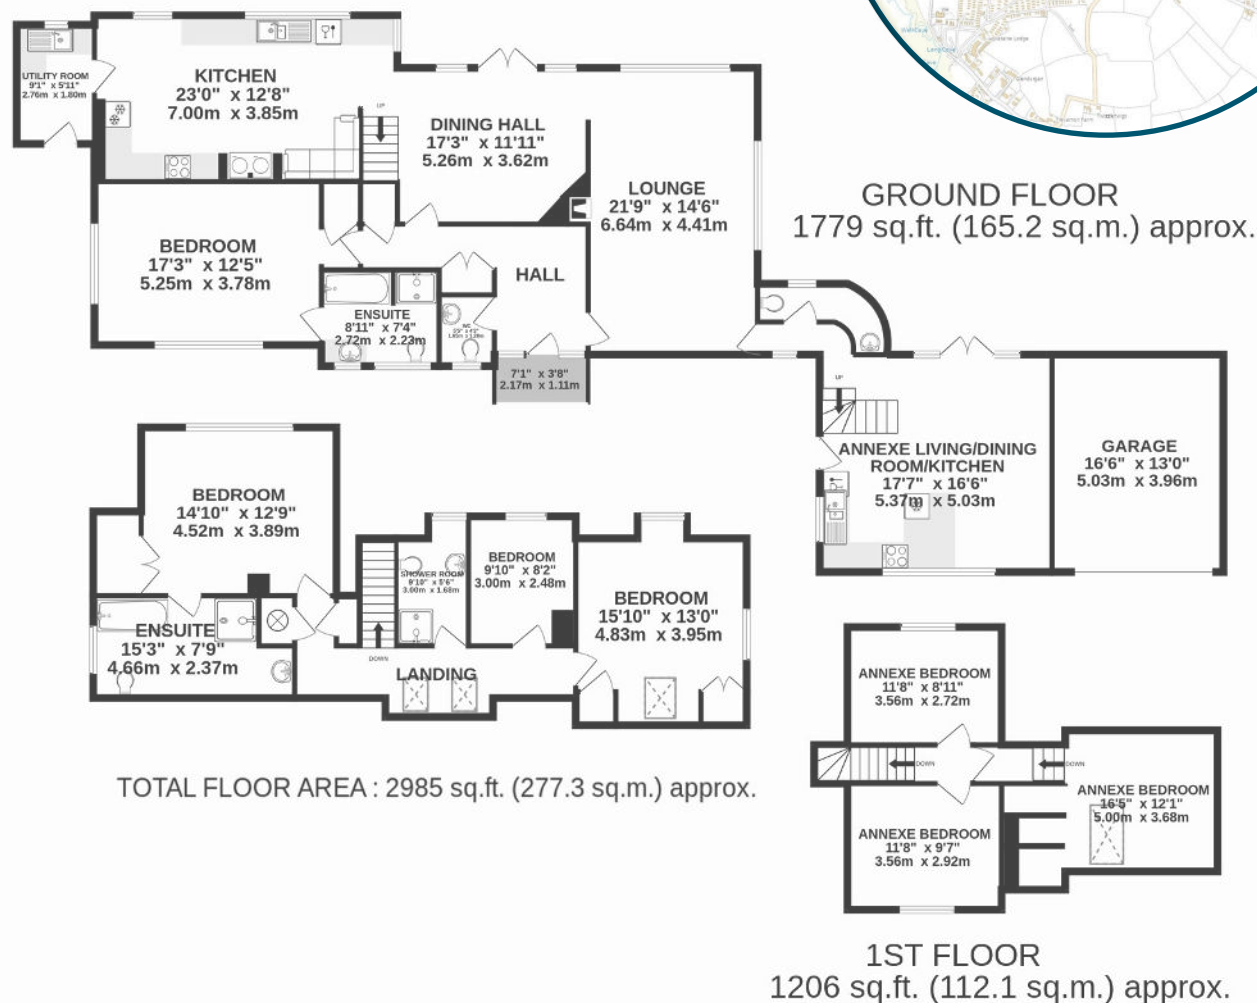 UTILITY ROOM
9'1" x 5'11"
2.76m x 1.80m
KITCHEN
23'0" x 12'8"
7.00m x 3.85m
UP
DINING HALL
17'3" x 11'11"
5.26m x 3.62m
LOUNGE
21'9" x 14'6"
6.64m x 4.41m
GROUND FLOOR
1779 sq.ft. (165.2 sq.m.) approx.
BEDROOM
17'3" x 12'5"
5.25m x 3.78m
HALL
ENSUITE
8'11" x 7'4"
2.72m x 2.23m
WC
7'1" x 3'8"
2.17m x 1.11m
UP
ANNEXE LIVING/DINING
ROOM/KITCHEN
17'7" x 16'6"
5.37m x 5.03m
GARAGE
16'6" x 13'0"
5.03m x 3.96m
BEDROOM
14'10" x 12'9"
4.52m x 3.89m
SHOWER ROOM
9'10" x 5'6"
3.00m x 1.68m
BEDROOM
9'10" x 8'2"
3.00m x 2.48m
BEDROOM
15'10" x 13'0"
4.83m x 3.95m
ENSUITE
15'3" x 7'9"
4.66m x 2.37m
DOWN
LANDING
ANNEXE BEDROOM
11'8" x 8'11"
3.56m x 2.72m
DOWN
DOWN
ANNEXE BEDROOM
16'5" x 12'1"
5.00m x 3.68m
ANNEXE BEDROOM
11'8" x 9'7"
3.56m x 2.92m
TOTAL FLOOR AREA : 2985 sq.ft. (277.3 sq.m.) approx.
1ST FLOOR
1206 sq.ft. (112.1 sq.m.) approx.